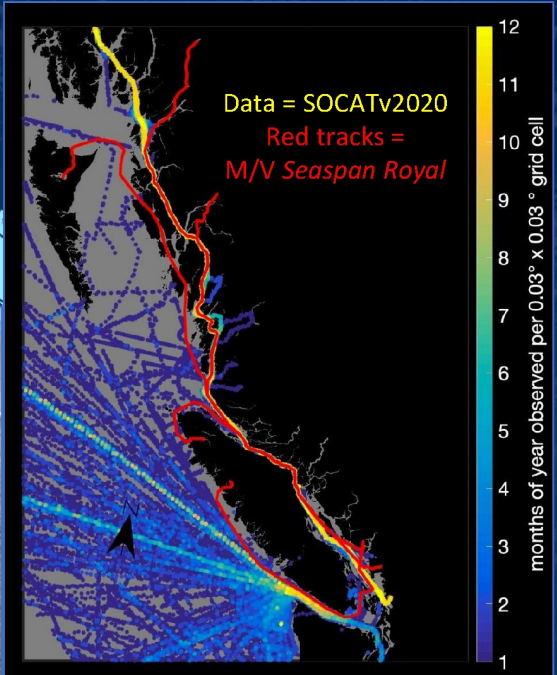 Data = SOCATv2020
Red tracks =
M/V Seaspan Royal
N
12
11
10
9
8
7
6
5
4
3
2
1
months of year observed per 0.03° x 0.03 ° grid cell